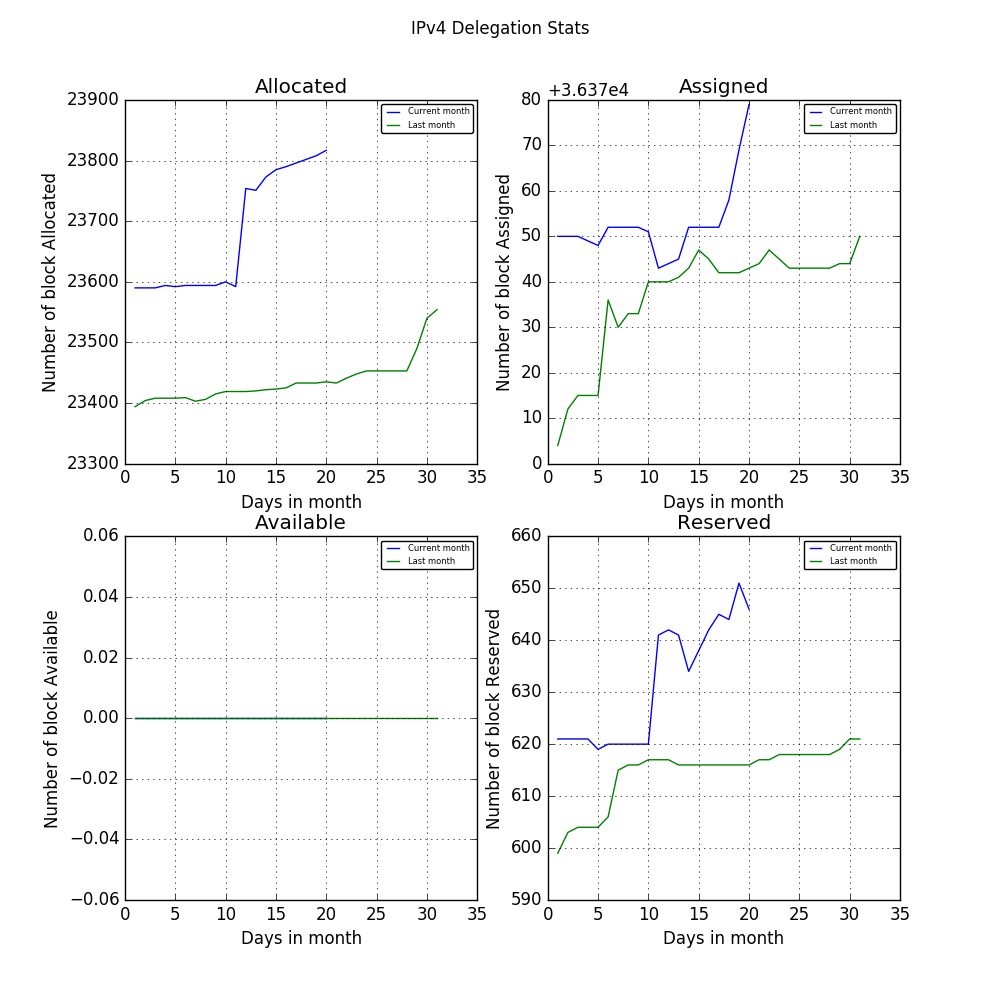 IPv4 Delegation Stats
Allocated
23900
23800
23700
23600
23500
23400
23300
Number of block Allocated
0 5 10 15 20 25 30 35
Days in month
Current month
Last month
+3.637e4
Assigned
80
70
60
50
40
30
20
10
0
Number of block Assigned
0 5 10 15 20 25 30 35
Days in month
Current month
Last month
Available
0.06
0.04
0.02
0.00
−0.02
−0.04
−0.06
Number of block Available
0 5 10 15 20 25 30 35
Days in month
Current month
Last month
Reserved
660
650
640
630
620
610
600
590
Number of block Reserved
0 5 10 15 20 25 30 35
Days in month
Current month
Last month